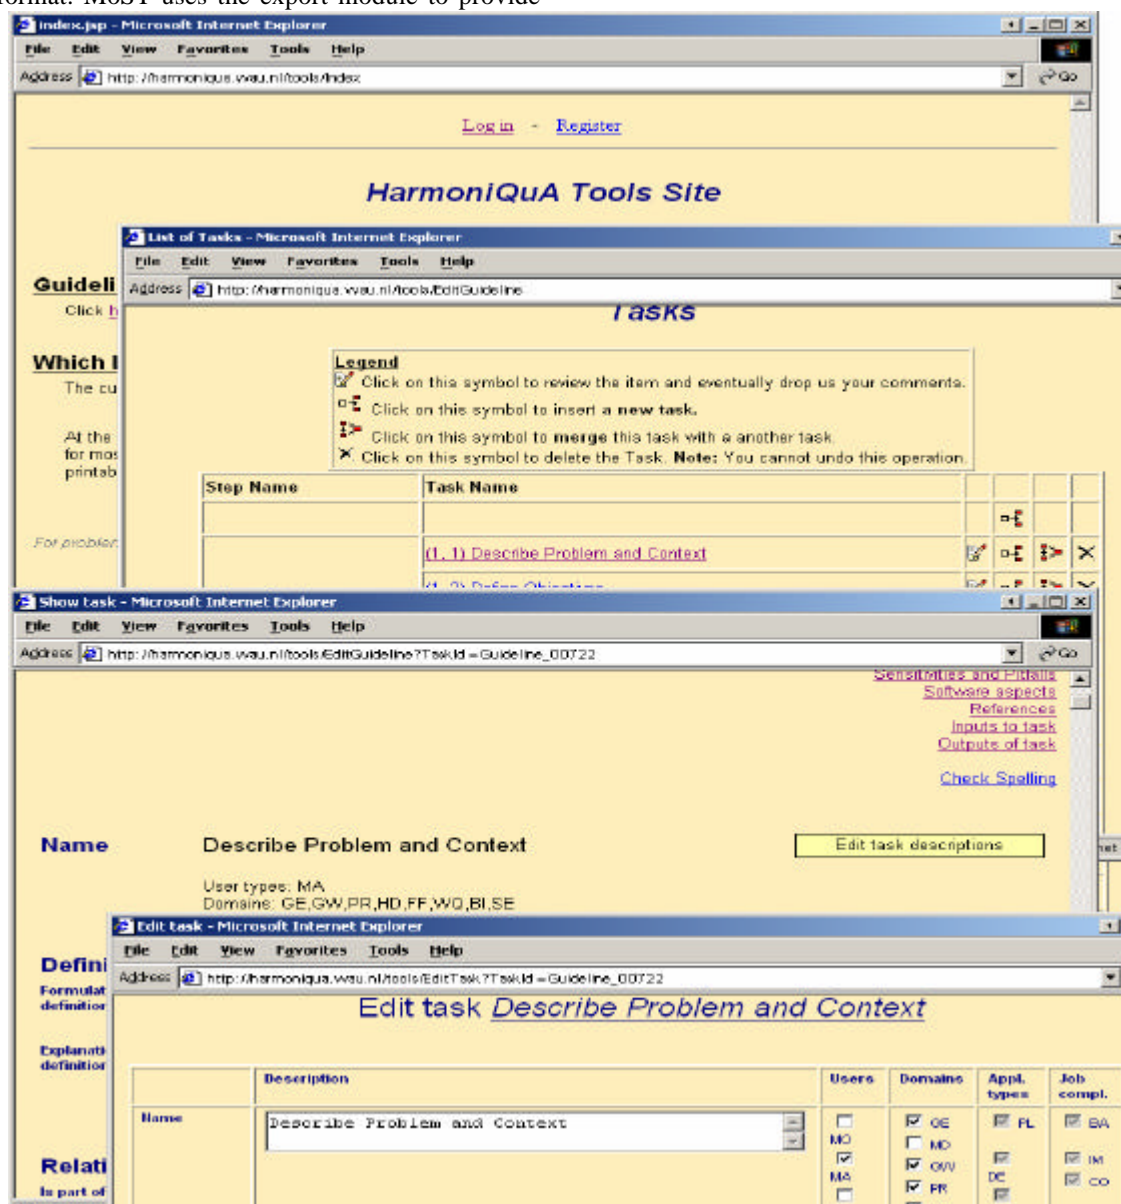 format. MoST uses the export module to provide
index.jsp - Microsoft Internet Explorer
File Edit View Favorites Tools Help
Address http://harmoniqua.wau.nl/tools/Index Go
Log in - Register
HarmoniQuA Tools Site
List of Tasks - Microsoft Internet Explorer
File Edit View Favorites Tools Help
Guideli
Address http://harmoniqua.wau.nl/tools/EditGuideline
Click h
Tasks
Which
The cu
Legend
Click on this symbol to review the item and eventually drop us your comments.
Click on this symbol to insert a new task.
At the
Click on this symbol to merge this task with a another task.
for mos
Click on this symbol to delete the Task. Note: You cannot undo this operation.
printab
Step Name Task Name
For problem
(1, 1) Describe Problem and Context
(1, 2) Define Objectives
Show task - Microsoft Internet Explorer
File Edit View Favorites Tools Help
Address http://harmoniqua.wau.nl/tools/EditGuideline?TaskId=Guideline_00722 Go
Sensitivities and Pitfalls
Software aspects
References
Inputs to task
Outputs of task
Check Spelling
Name Describe Problem and Context Edit task descriptions
net
User types: MA
Domains: GE,GW,PR,HD,FF,WQ,BI,SE
Edit task - Microsoft Internet Explorer
File Edit View Favorites Tools Help
Defini
Address http://harmoniqua.wau.nl/tools/EditTask?TaskId=Guideline_00722
Formulat
definition
Edit task Describe Problem and Context
Explanati
definition
Description Users Domains Appl. types Job compl.
Name Describe Problem and Context
MO
MA
GE
MD
GW
PR
PL
DE
BA
IM
CO
Relati
Is part of